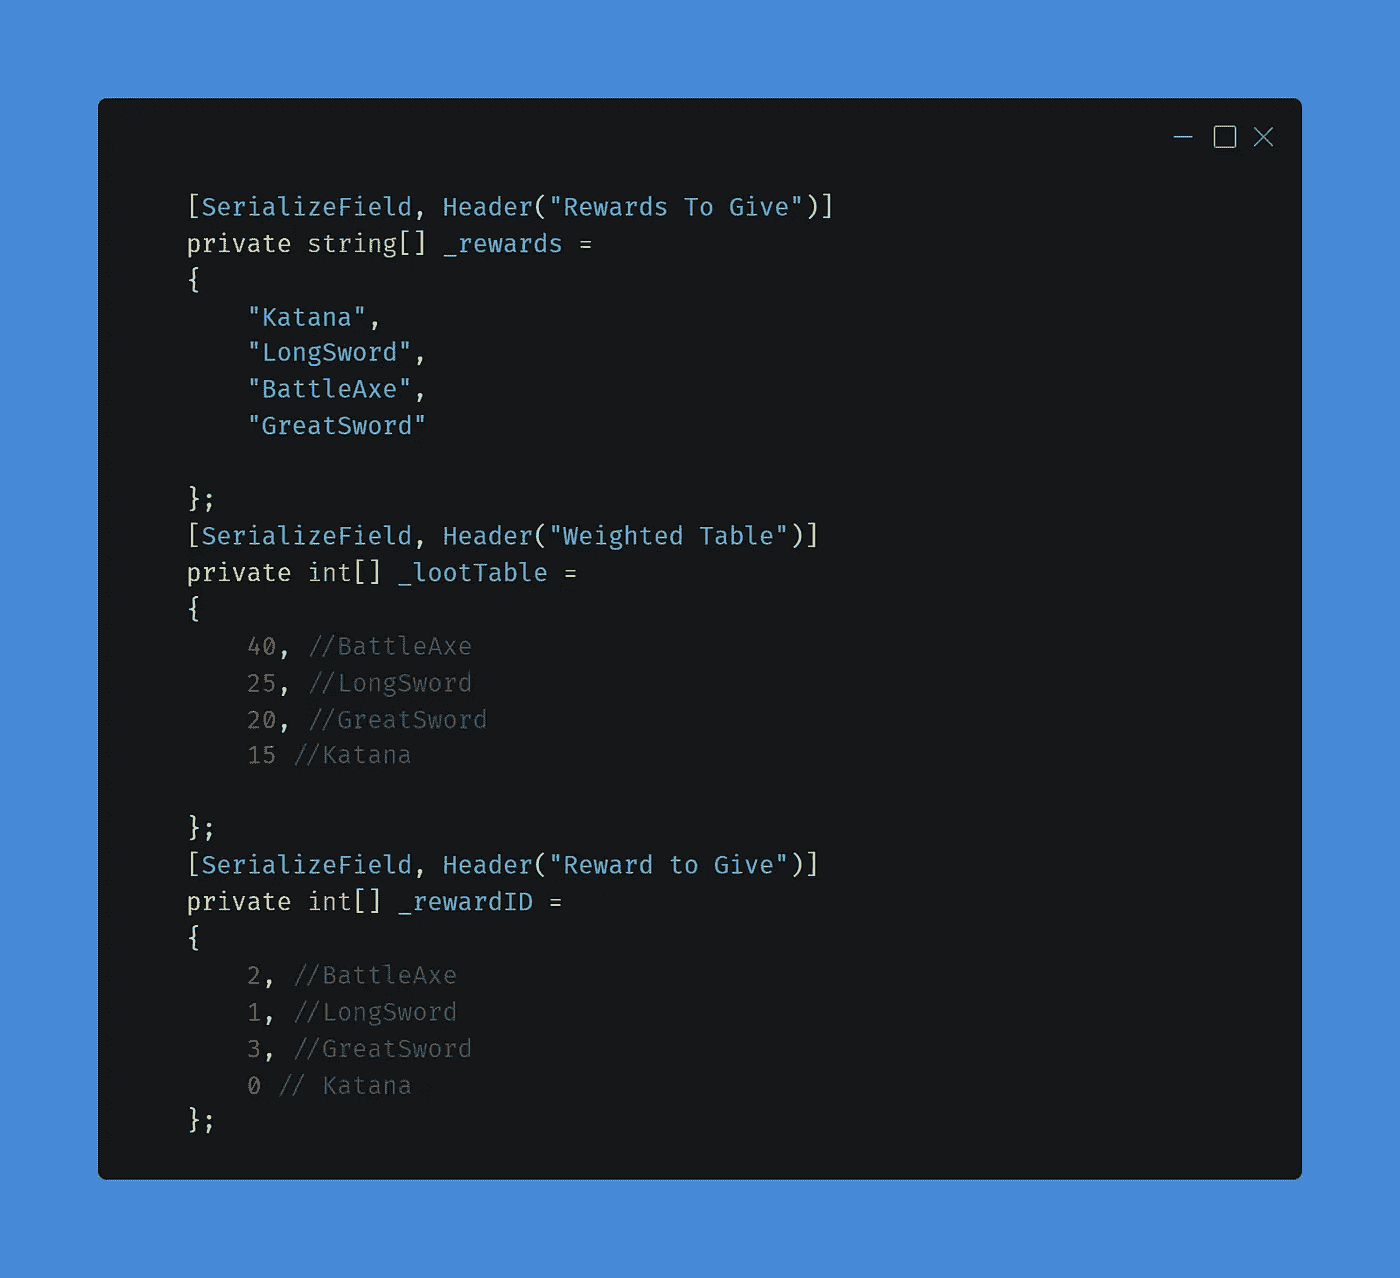 [SerializeField, Header("Rewards To Give")]
private string[] _rewards =
{
    "Katana",
    "LongSword",
    "BattleAxe",
    "GreatSword"

};
[SerializeField, Header("Weighted Table")]
private int[] _lootTable =
{
    40, //BattleAxe
    25, //LongSword
    20, //GreatSword
    15 //Katana

};
[SerializeField, Header("Reward to Give")]
private int[] _rewardID =
{
    2, //BattleAxe
    1, //LongSword
    3, //GreatSword
    0 // Katana
};